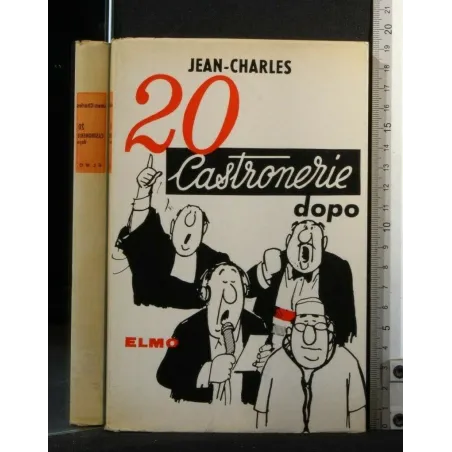 JEAN-CHARLES
20
Castronerie
dopo
ELMO